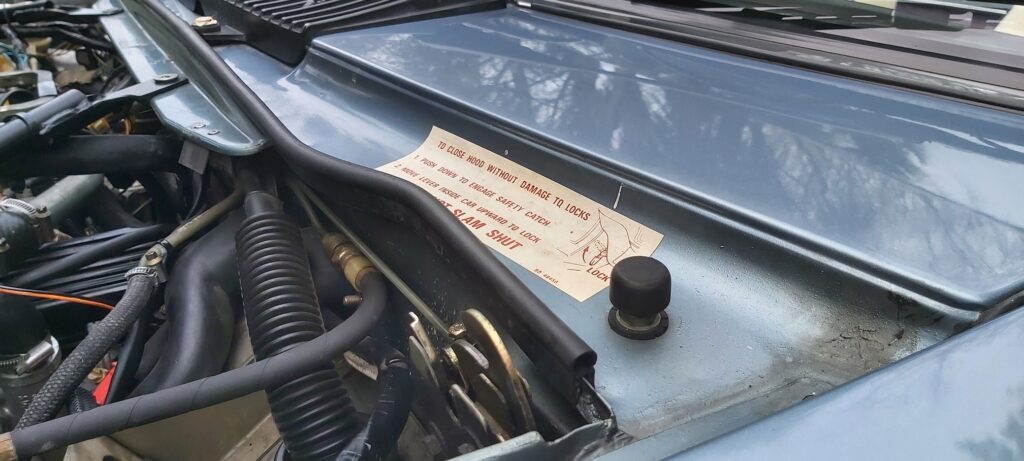 TO CLOSE HOOD WITHOUT DAMAGE TO LOCKS
1. PUSH DOWN TO ENGAGE SAFETY CATCH
2. MOVE LEVER INSIDE CAR UPWARD TO LOCK
SLAM SHUT
LOCK